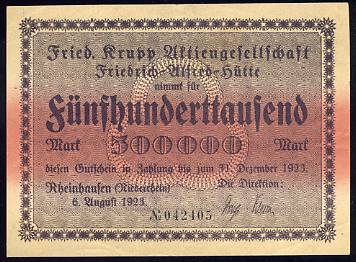 Fried. Krupp Aktiengesellschaft
Friedrich-Alfred-Hütte
nimmt für
Fünfhunderttausend
Mark 500000 Mark
diesen Gutschein in Zahlung bis zum 31. Dezember 1923.
Rheinhausen (Niederrhein) Die Direktion:
6. August 1923.
№ 042405